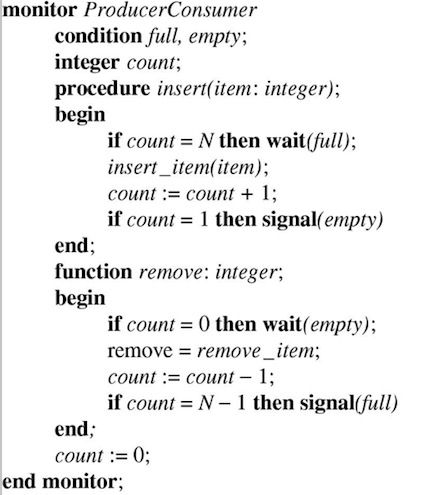 monitor ProducerConsumer
condition full, empty;
integer count;
procedure insert(item: integer);
begin
if count = N then wait(full);
insert_item(item);
count := count + 1;
if count = 1 then signal(empty)
end;
function remove: integer;
begin
if count = 0 then wait(empty);
remove = remove_item;
count := count – 1;
if count = N – 1 then signal(full)
end;
count := 0;
end monitor;